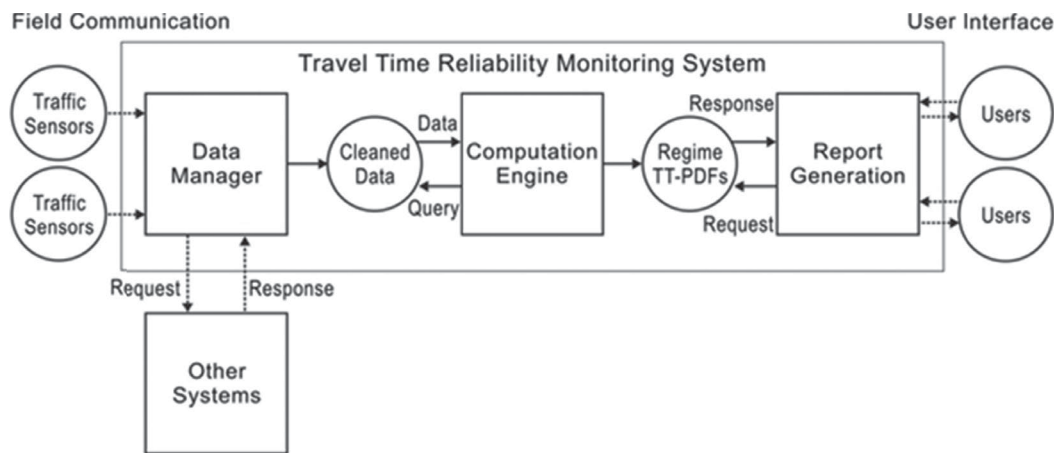 Field Communication
User Interface
Travel Time Reliability Monitoring System
Traffic
Sensors
Traffic
Sensors
Data
Manager
Cleaned
Data
Data
Query
Computation
Engine
Regime
TT-PDFs
Response
Request
Report
Generation
Users
Users
Request
Response
Other
Systems